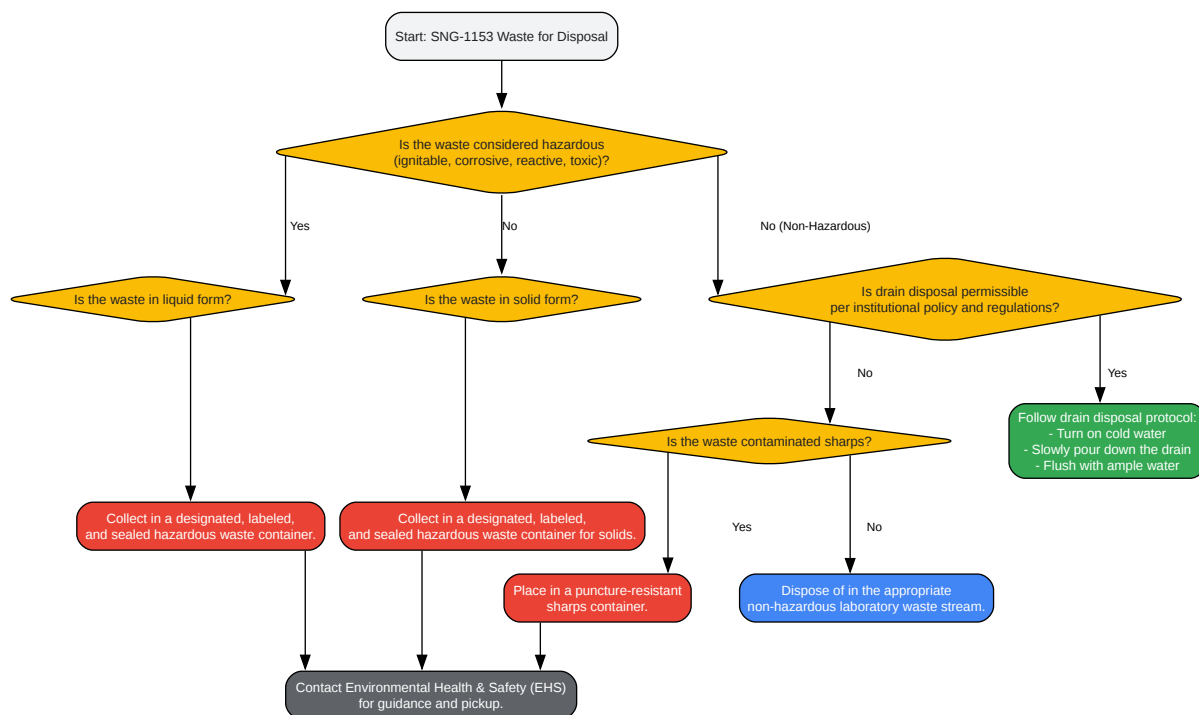 Start: SNG-1153 Waste for Disposal
Is the waste considered hazardous
(ignitable, corrosive, reactive, toxic)?
Yes
No
No (Non-Hazardous)
Is the waste in liquid form?
Is the waste in solid form?
Is drain disposal permissible
per institutional policy and regulations?
No
Yes
Follow drain disposal protocol:
- Turn on cold water
- Slowly pour down the drain
- Flush with ample water
Is the waste contaminated sharps?
Collect in a designated, labeled,
and sealed hazardous waste container.
Collect in a designated, labeled,
and sealed hazardous waste container for solids.
Yes
No
Place in a puncture-resistant
sharps container.
Dispose of in the appropriate
non-hazardous laboratory waste stream.
Contact Environmental Health & Safety (EHS)
for guidance and pickup.